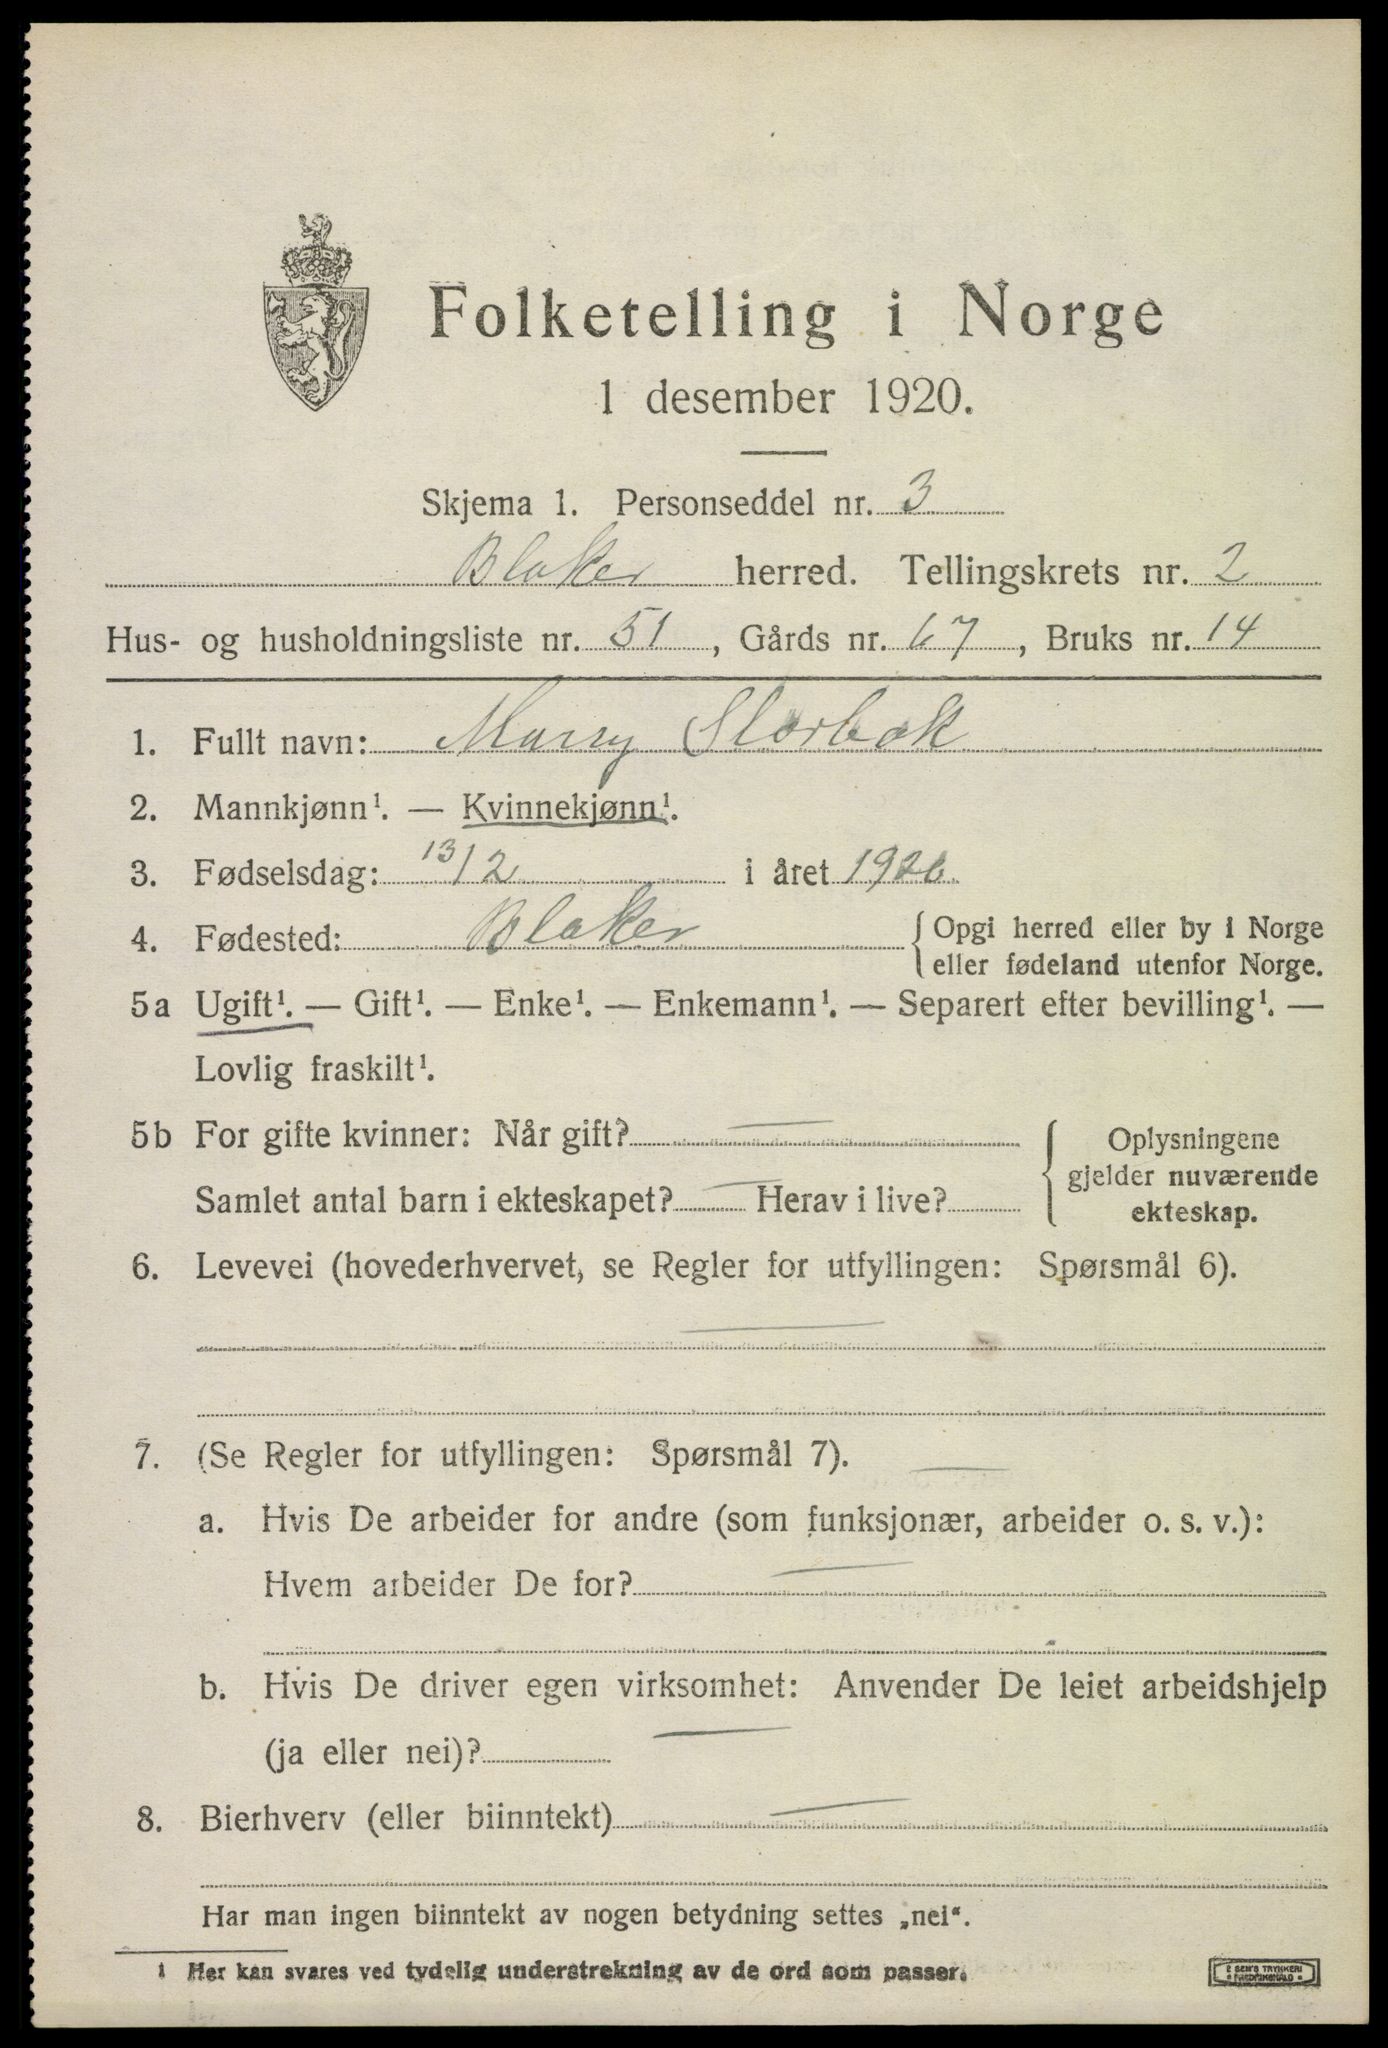 Folketelling i Norge
1 desember 1920.
Skjema 1. Personseddel nr. 3
Blaker herred. Tellingskrets nr. 2
Hus- og husholdningsliste nr. 51, Gårds nr. 67, Bruks nr. 14
1. Fullt navn: Marry Storbak
2. Mannkjønn¹. — Kvinnekjønn¹.
3. Fødselsdag: 13/2 i året 1920
4. Fødested: Blaker {Opgi herred eller by i Norge
eller fødeland utenfor Norge.
5a Ugift¹. — Gift¹. — Enke¹. — Enkemann¹. — Separert efter bevilling¹. —
Lovlig fraskilt¹.
5b For gifte kvinner: Når gift? — Oplysningene
gjelder nuværende
Samlet antal barn i ekteskapet? — Herav i live?
ekteskap.
6. Levevei (hovederhvervet, se Regler for utfyllingen: Spørsmål 6).
—
7. (Se Regler for utfyllingen: Spørsmål 7). —
a. Hvis De arbeider for andre (som funksjonær, arbeider o. s. v.):
Hvem arbeider De for? —
b. Hvis De driver egen virksomhet: Anvender De leiet arbeidshjelp
(ja eller nei)? —
8. Bierhverv (eller biinntekt) —
Har man ingen biinntekt av nogen betydning settes „nei“.
1 Her kan svares ved tydelig understrekning av de ord som passer.